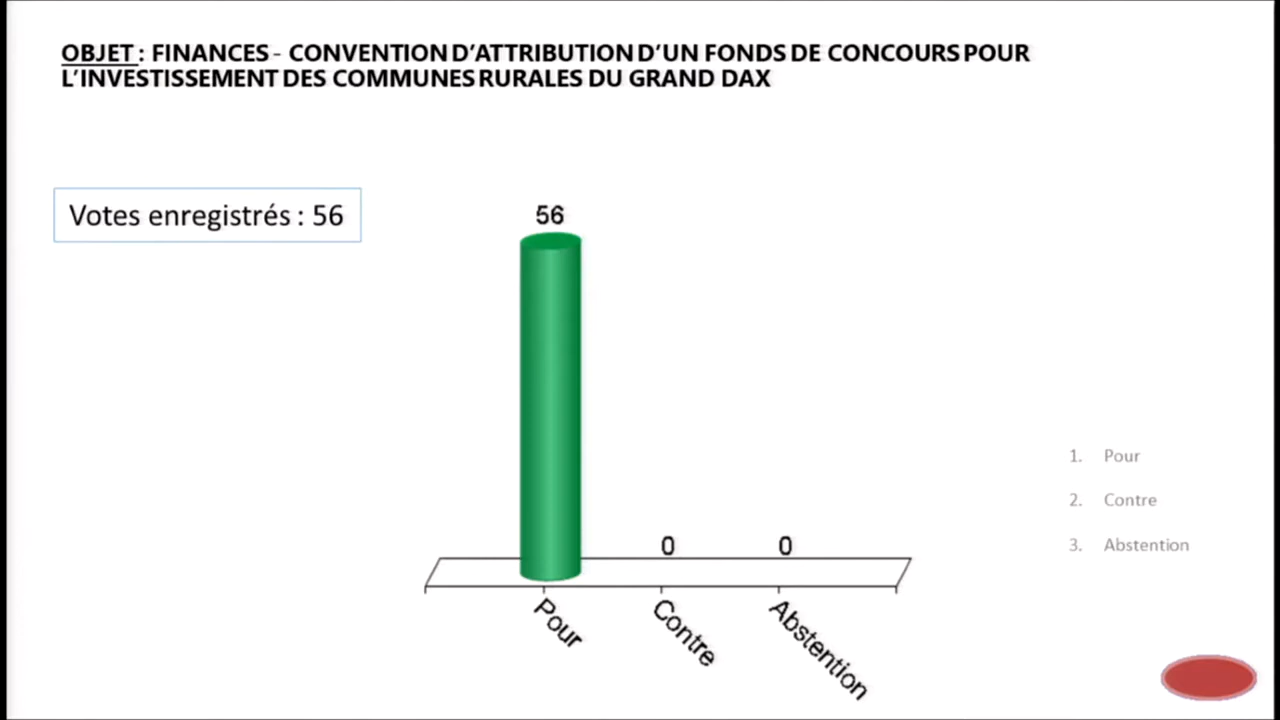 OBJET : FINANCES - CONVENTION D’ATTRIBUTION D’UN FONDS DE CONCOURS POUR
L’INVESTISSEMENT DES COMMUNES RURALES DU GRAND DAX
Votes enregistrés : 56
56
0
0
Pour
Contre
Abstention
1. Pour
2. Contre
3. Abstention